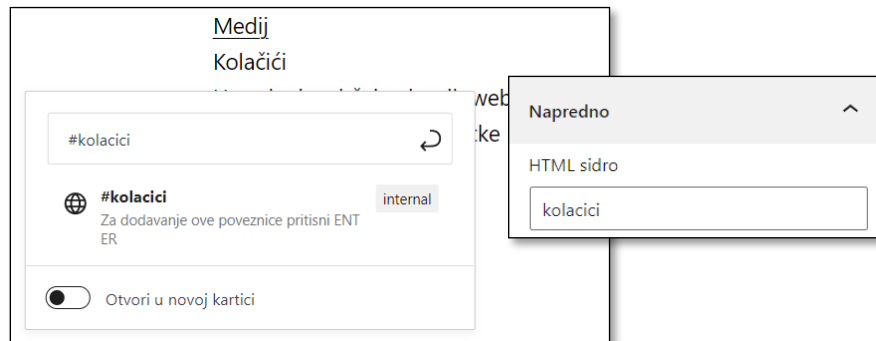 Medij
Kolačići
web
#kolacici
#kolacici
internal
Za dodavanje ove poveznice pritisni ENT
ER
Otvori u novoj kartici
Napredno
HTML sidro
kolacici